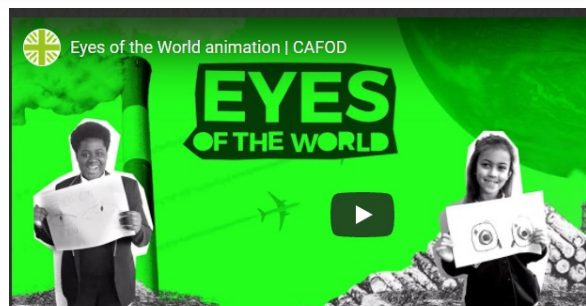 Eyes of the World animation | CAFOD
EYES
OF THE WORLD